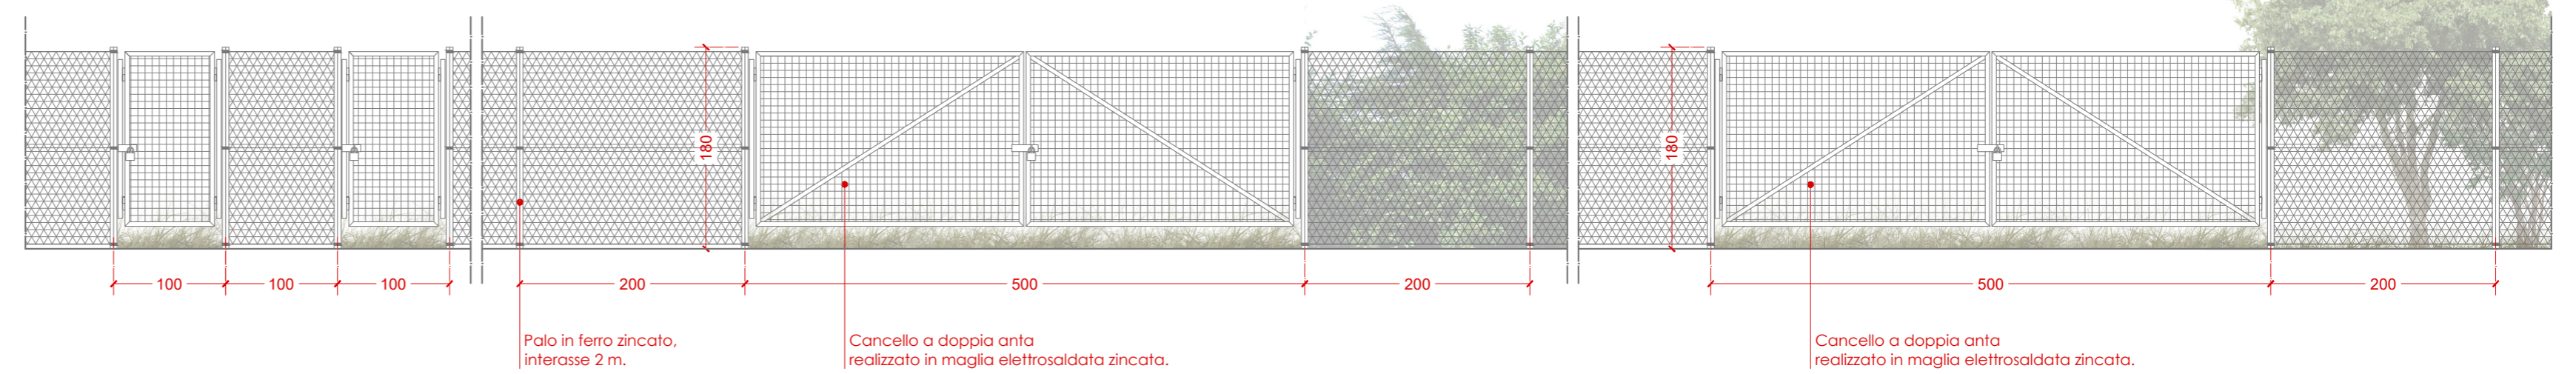 180
180
100
100
100
200
500
200
500
200
Palo in ferro zincato,
interasse 2 m.
Cancello a doppia anta
realizzato in maglia elettrosaldata zincata.
Cancello a doppia anta
realizzato in maglia elettrosaldata zincata.